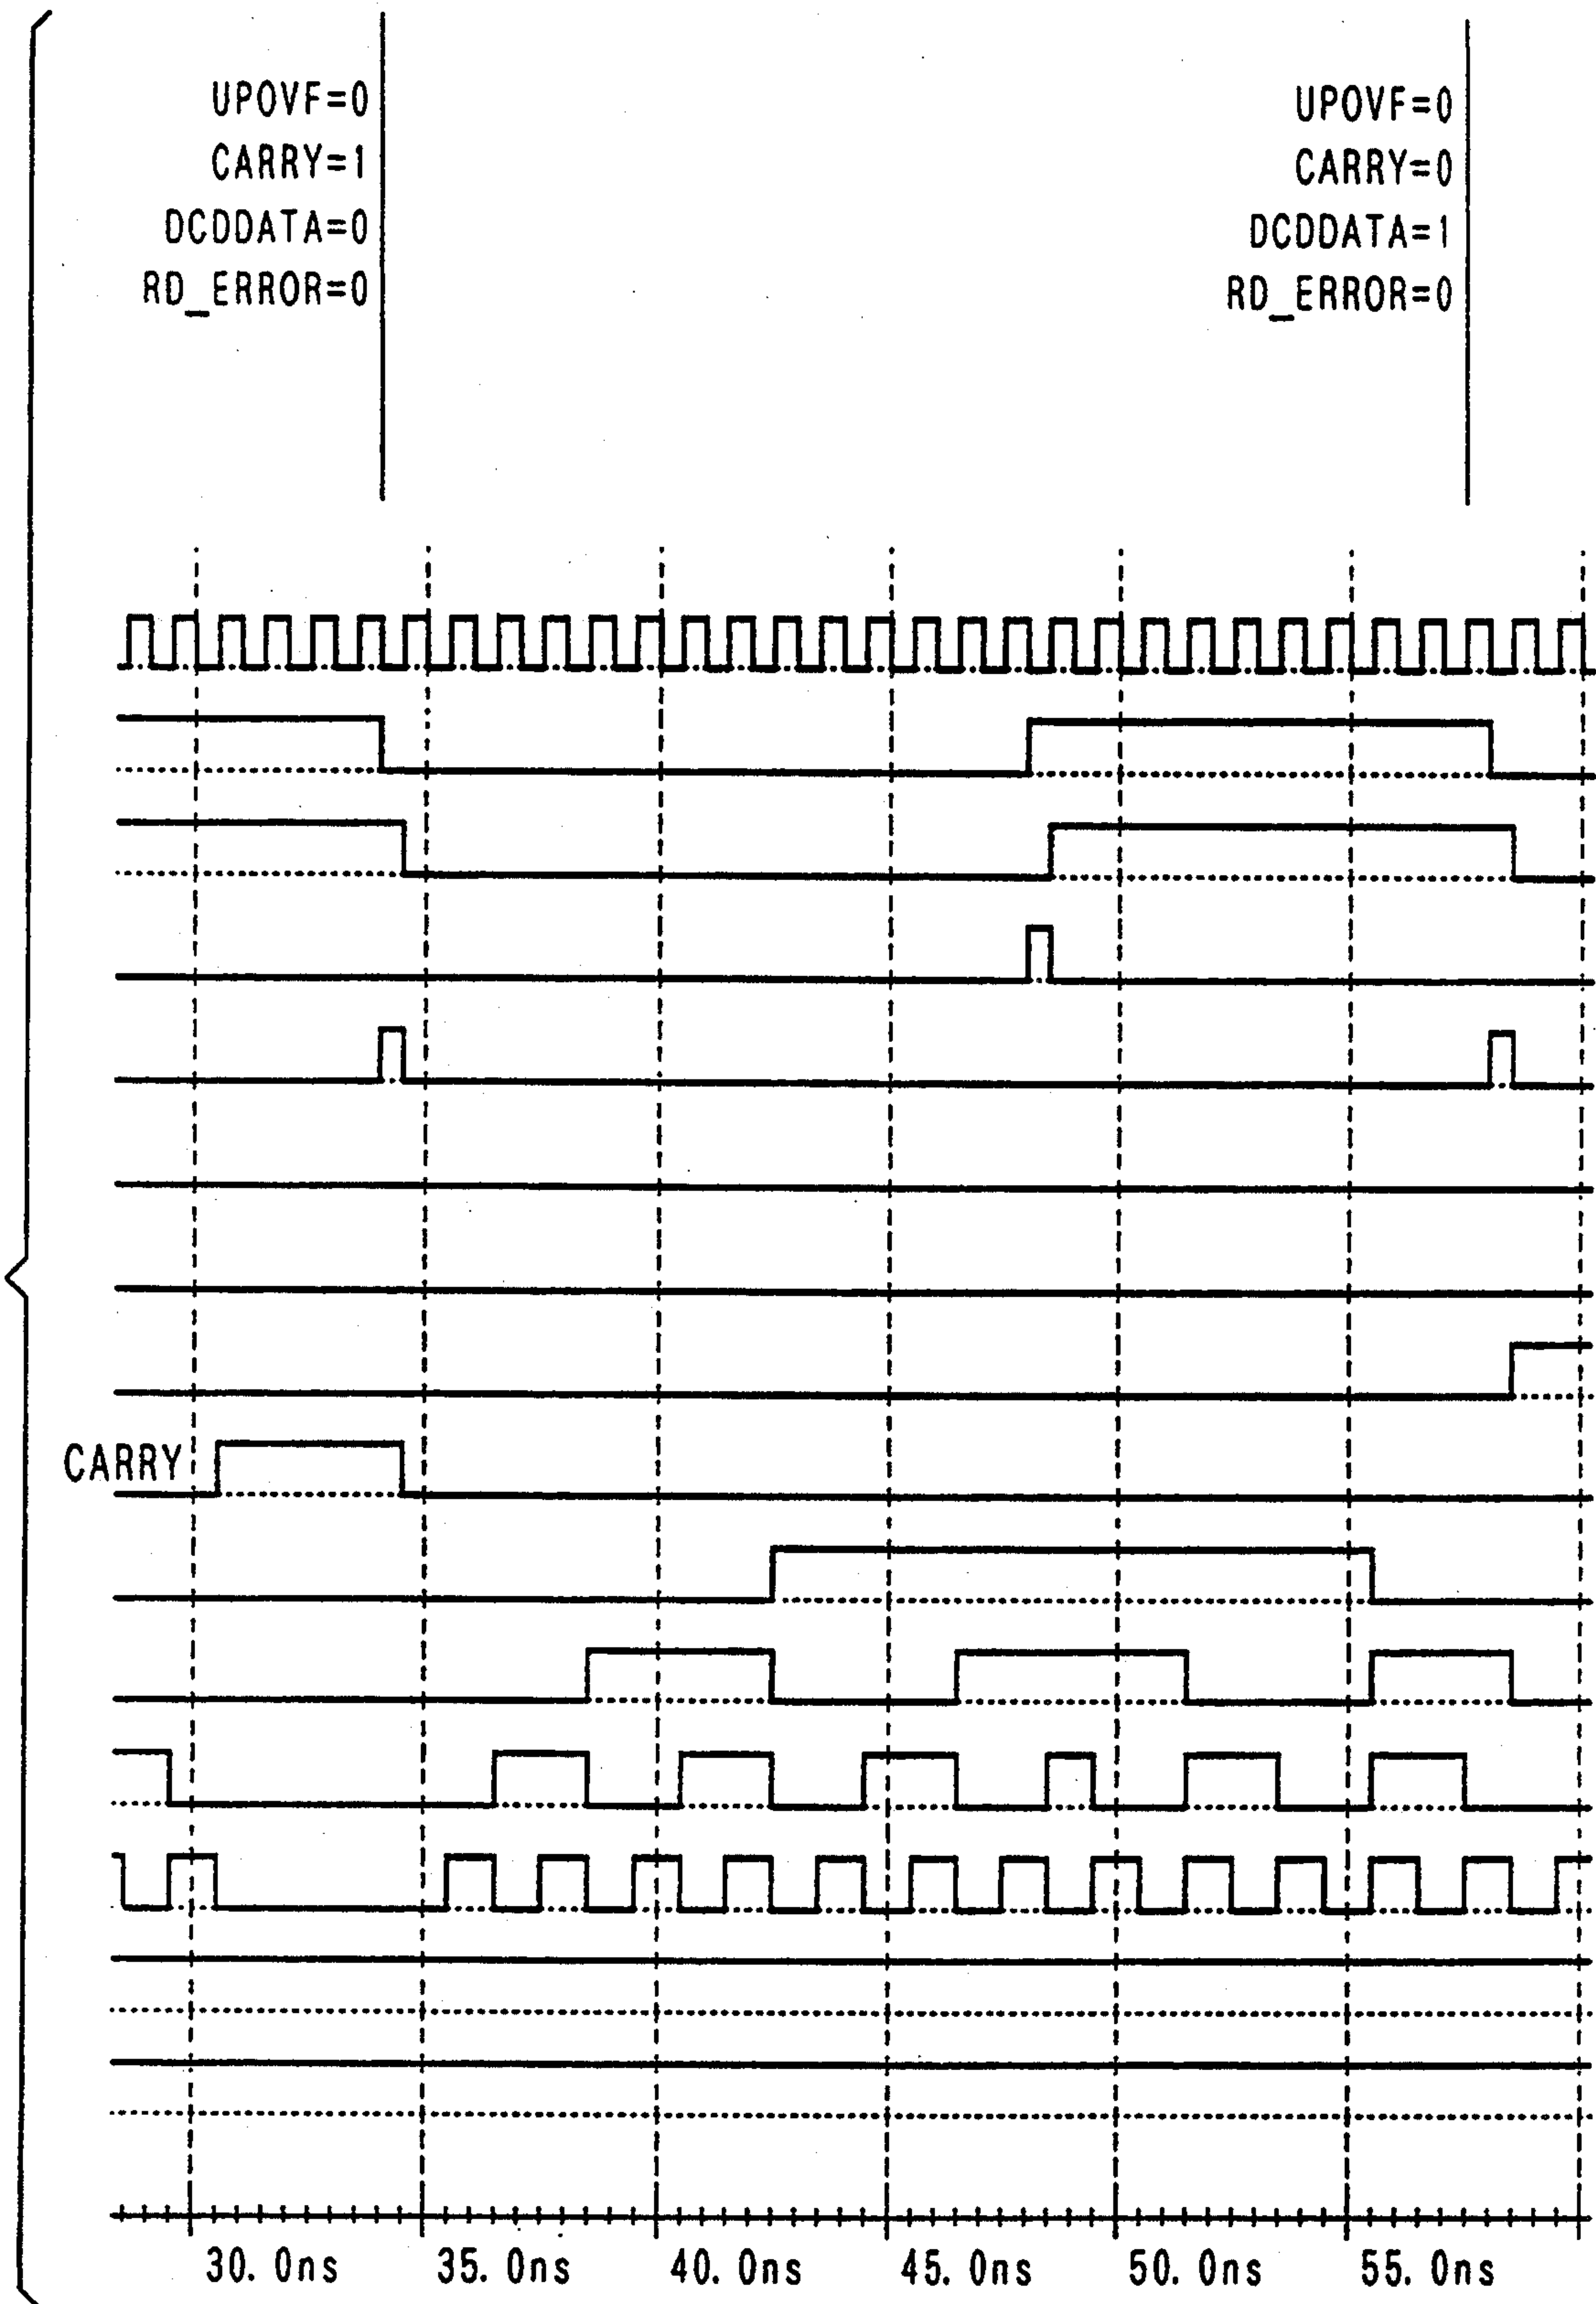 UPOVF=0
CARRY=1
DCDDATA=0
RD_ERROR=0
UPOVF=0
CARRY=0
DCDDATA=1
RD_ERROR=0
CARRY
30.0ns 35.0ns 40.0ns 45.0ns 50.0ns 55.0ns